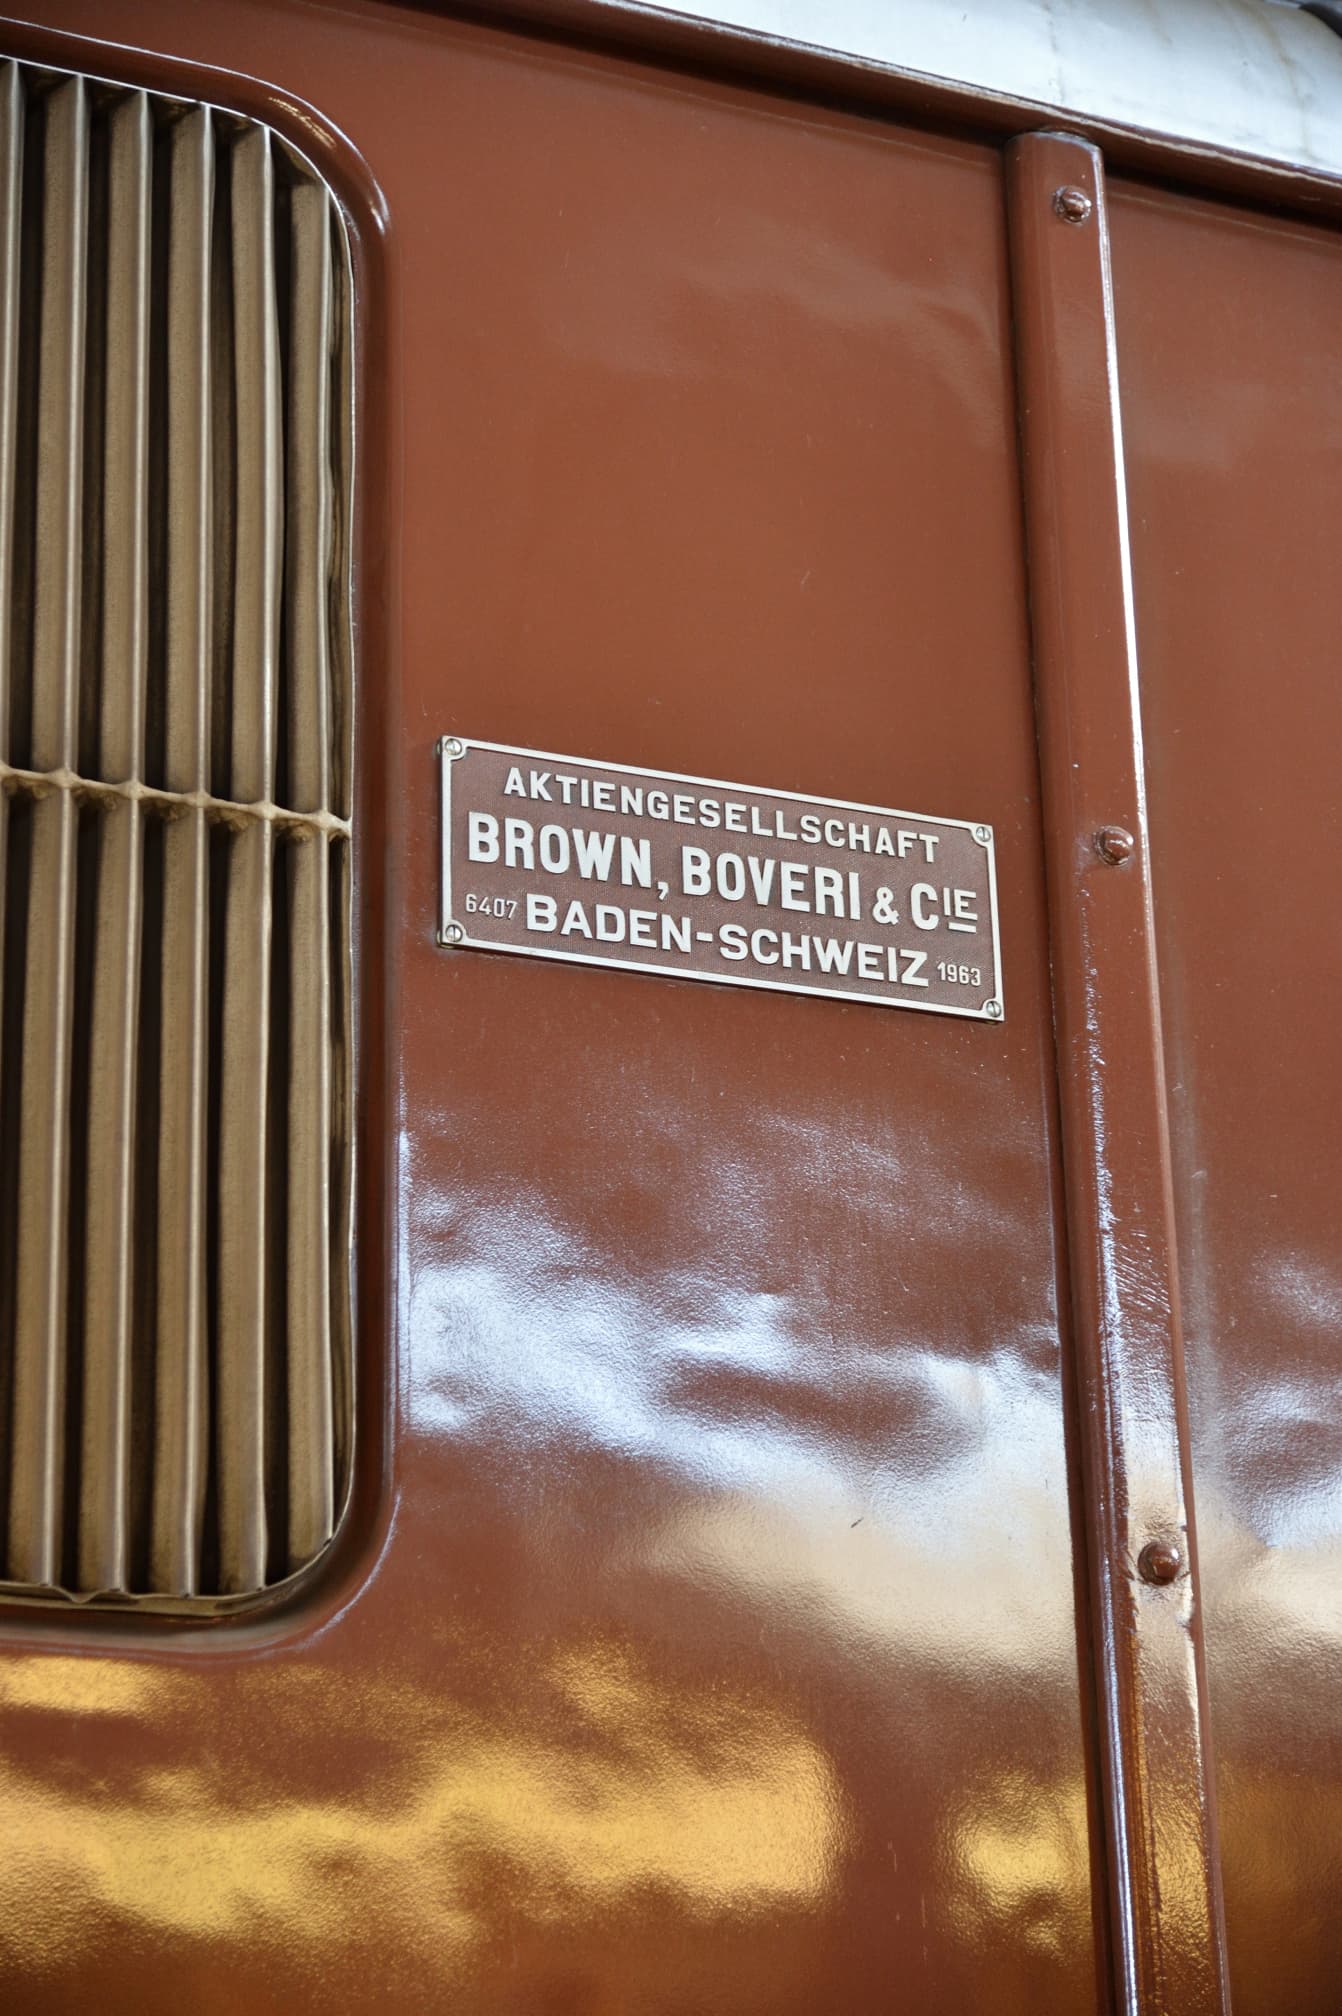 AKTIENGESELLSCHAFT
BROWN, BOVERI & CIE
6407 BADEN-SCHWEIZ 1963